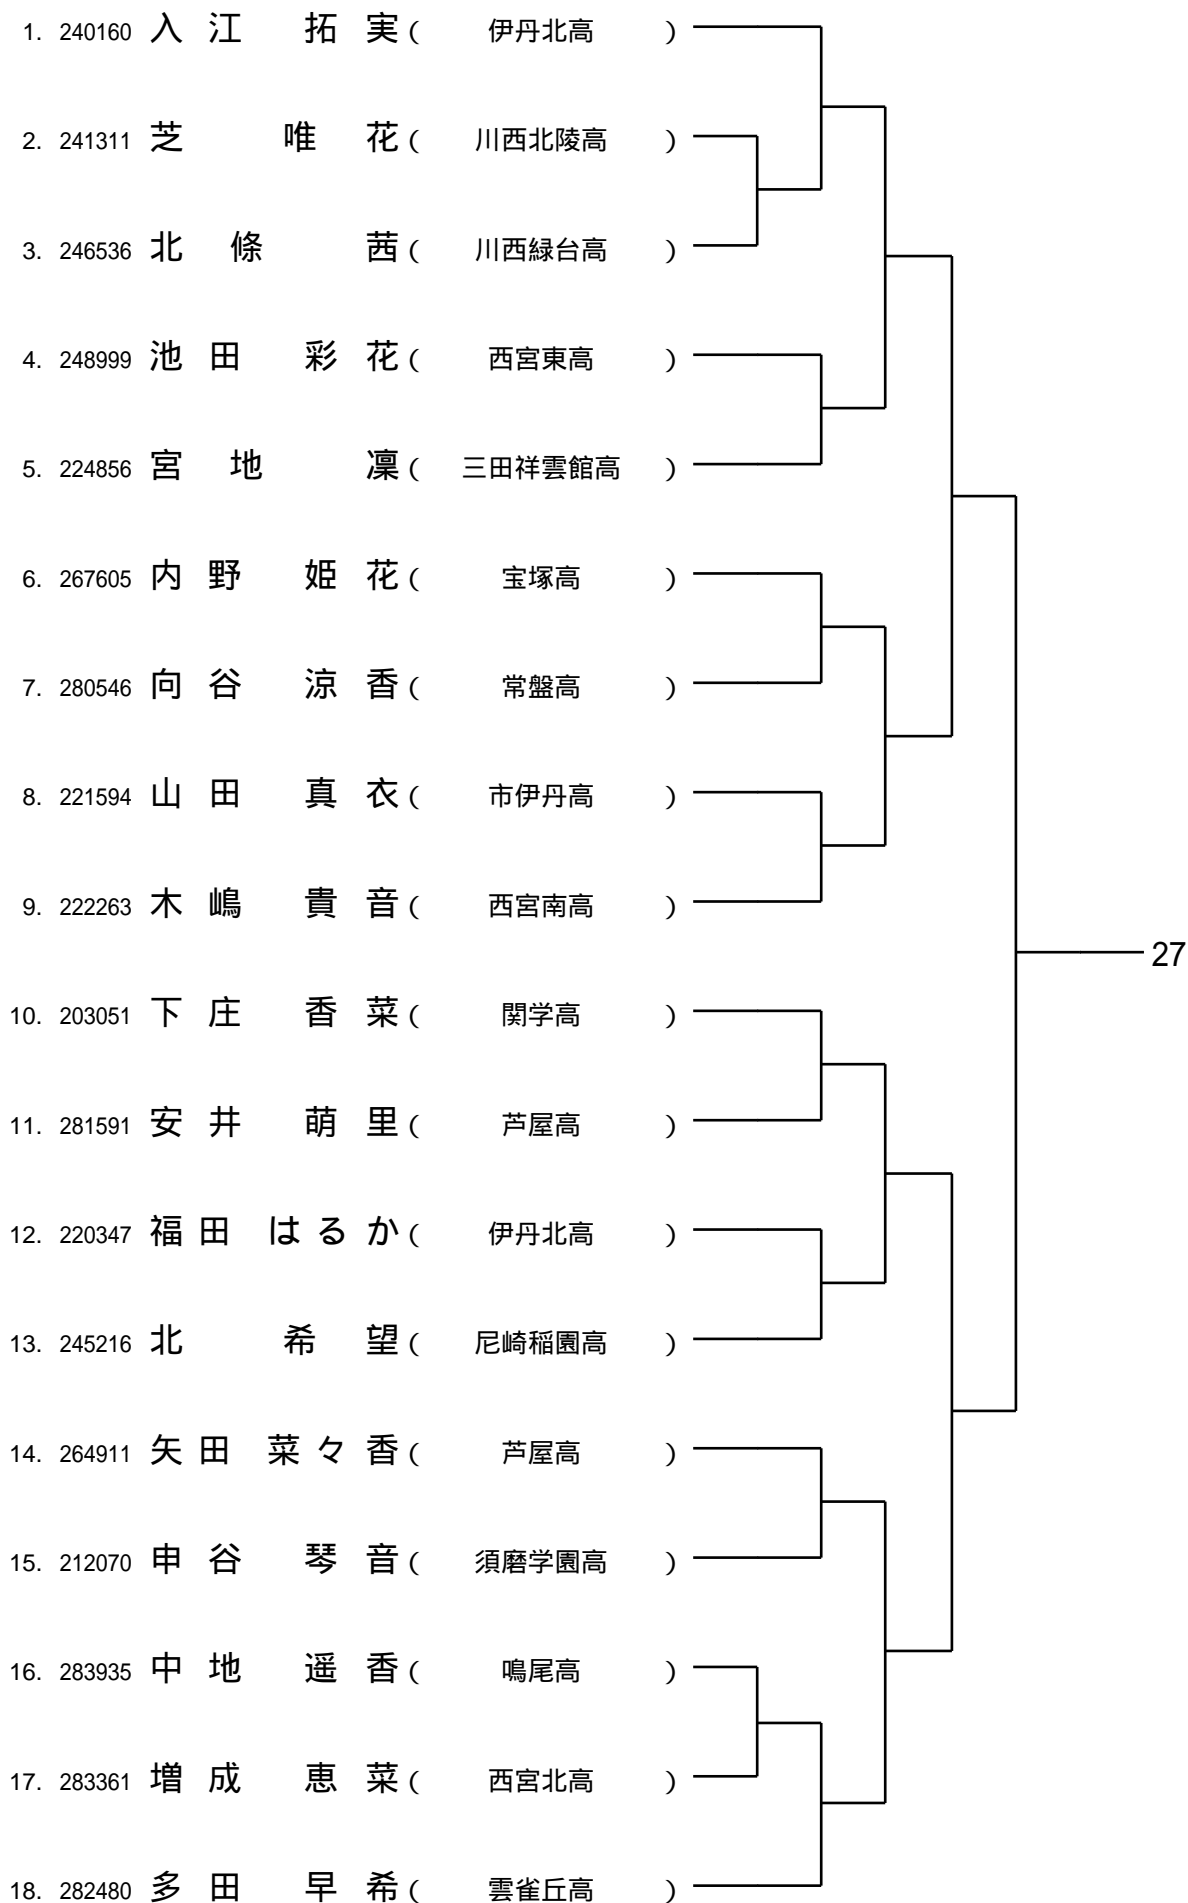 1. 240160 入江 拓実 ( 伊丹北高 )
2. 241311 芝 唯花 ( 川西北陵高 )
3. 246536 北條 茜 ( 川西緑台高 )
4. 248999 池田 彩花 ( 西宮東高 )
5. 224856 宮地 凜 ( 三田祥雲館高 )
6. 267605 内野 姫花 ( 宝塚高 )
7. 280546 向谷 涼香 ( 常盤高 )
8. 221594 山田 真衣 ( 市伊丹高 )
9. 222263 木嶋 貴音 ( 西宮南高 )
27
10. 203051 下庄 香菜 ( 関学高 )
11. 281591 安井 萌里 ( 芦屋高 )
12. 220347 福田 はるか ( 伊丹北高 )
13. 245216 北 希望 ( 尼崎稲園高 )
14. 264911 矢田 菜々香 ( 芦屋高 )
15. 212070 申谷 琴音 ( 須磨学園高 )
16. 283935 中地 遥香 ( 鳴尾高 )
17. 283361 増成 恵菜 ( 西宮北高 )
18. 282480 多田 早希 ( 雲雀丘高 )